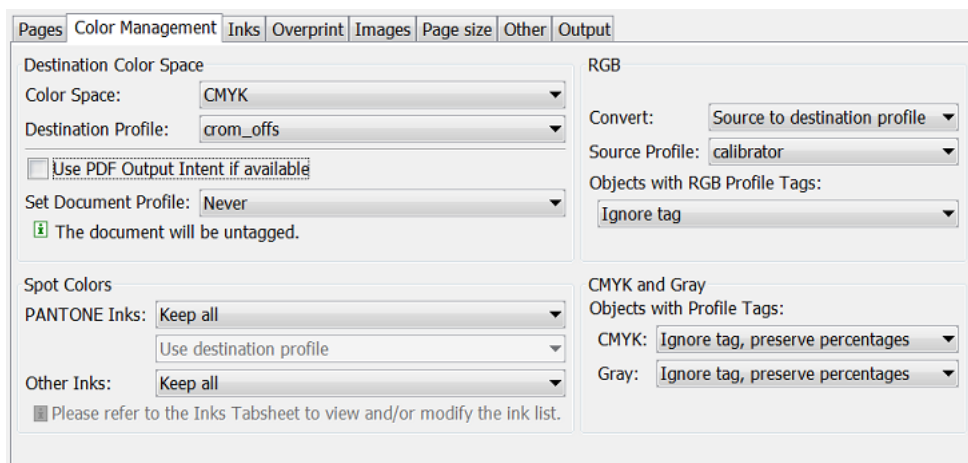 Pages Color Management Inks Overprint Images Page size Other Output
Destination Color Space
Color Space: CMYK
Destination Profile: crom_offs
Use PDF Output Intent if available
Set Document Profile: Never
The document will be untagged.
RGB
Convert: Source to destination profile
Source Profile: calibrator
Objects with RGB Profile Tags:
Ignore tag
Spot Colors
PANTONE Inks: Keep all
Use destination profile
Other Inks: Keep all
Please refer to the Inks Tabsheet to view and/or modify the ink list.
CMYK and Gray
Objects with Profile Tags:
CMYK: Ignore tag, preserve percentages
Gray: Ignore tag, preserve percentages